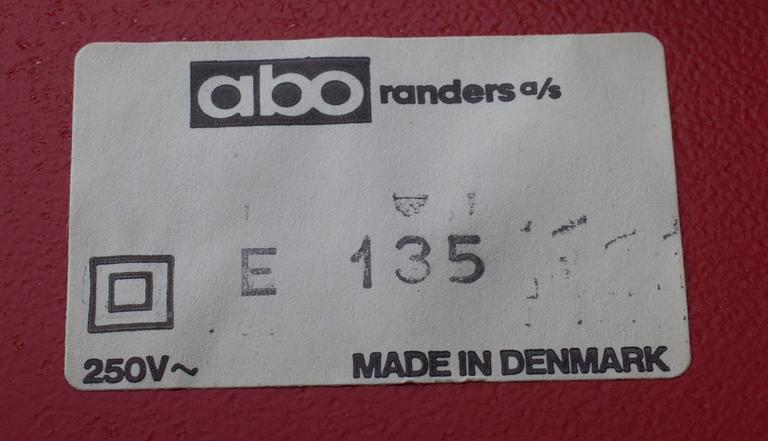 abo randers a/s
E 135
250V~ MADE IN DENMARK